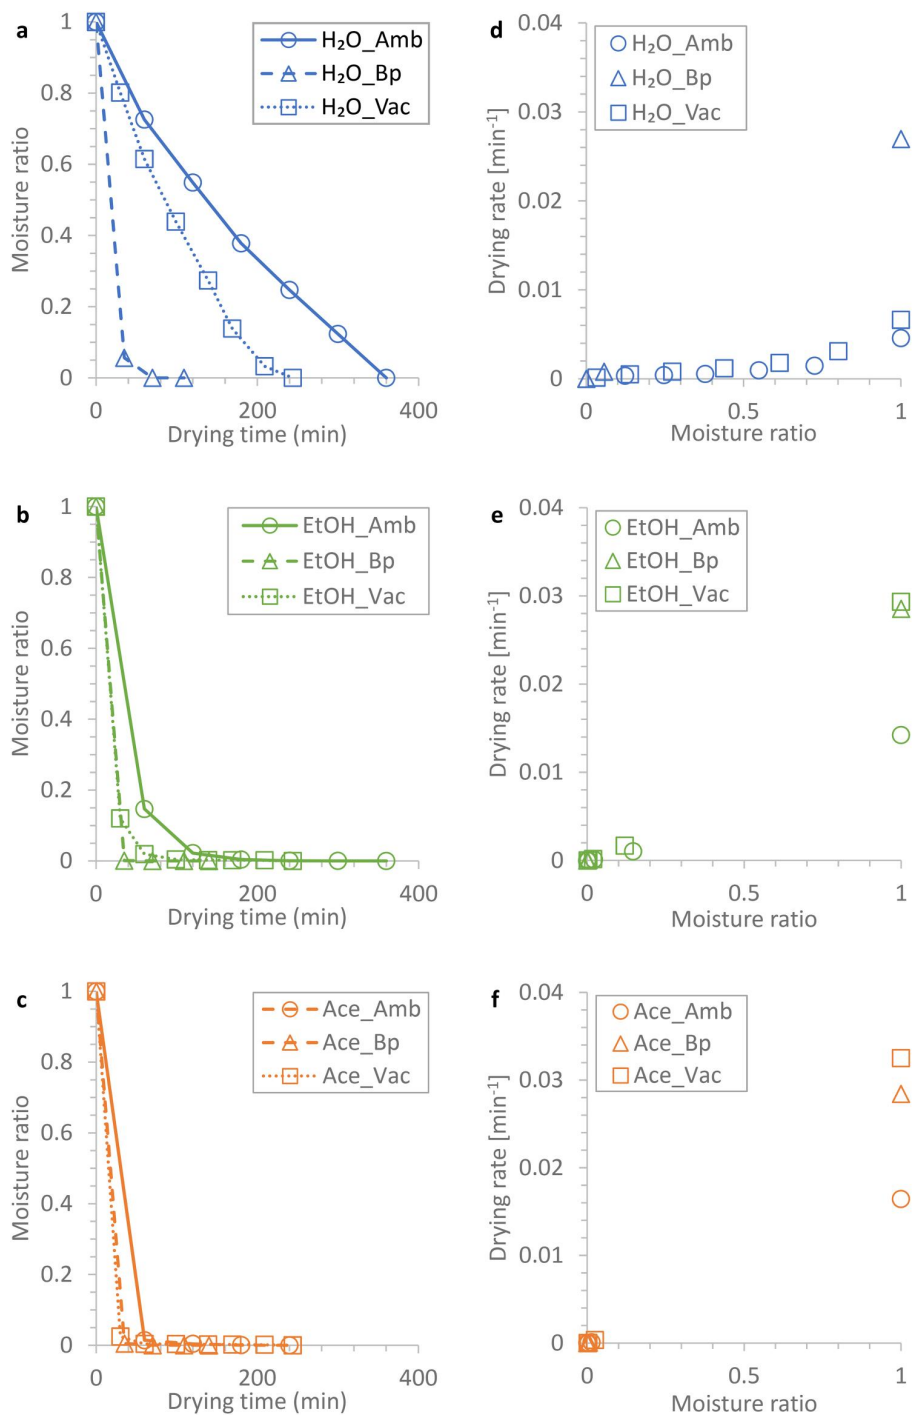 a
1
0.8
0.6
0.4
0.2
0
Moisture ratio
H₂O_Amb
H₂O_Bp
H₂O_Vac
0 200 400
Drying time (min)
d
0.04
0.03
0.02
0.01
0
Drying rate [min⁻¹]
H₂O_Amb
H₂O_Bp
H₂O_Vac
0 0.5 1
Moisture ratio
b
1
0.8
0.6
0.4
0.2
0
Moisture ratio
EtOH_Amb
EtOH_Bp
EtOH_Vac
0 200 400
Drying time (min)
e
0.04
0.03
0.02
0.01
0
Drying rate [min⁻¹]
EtOH_Amb
EtOH_Bp
EtOH_Vac
0 0.5 1
Moisture ratio
c
1
0.8
0.6
0.4
0.2
0
Moisture ratio
Ace_Amb
Ace_Bp
Ace_Vac
0 200 400
Drying time (min)
f
0.04
0.03
0.02
0.01
0
Drying rate [min⁻¹]
Ace_Amb
Ace_Bp
Ace_Vac
0 0.5 1
Moisture ratio